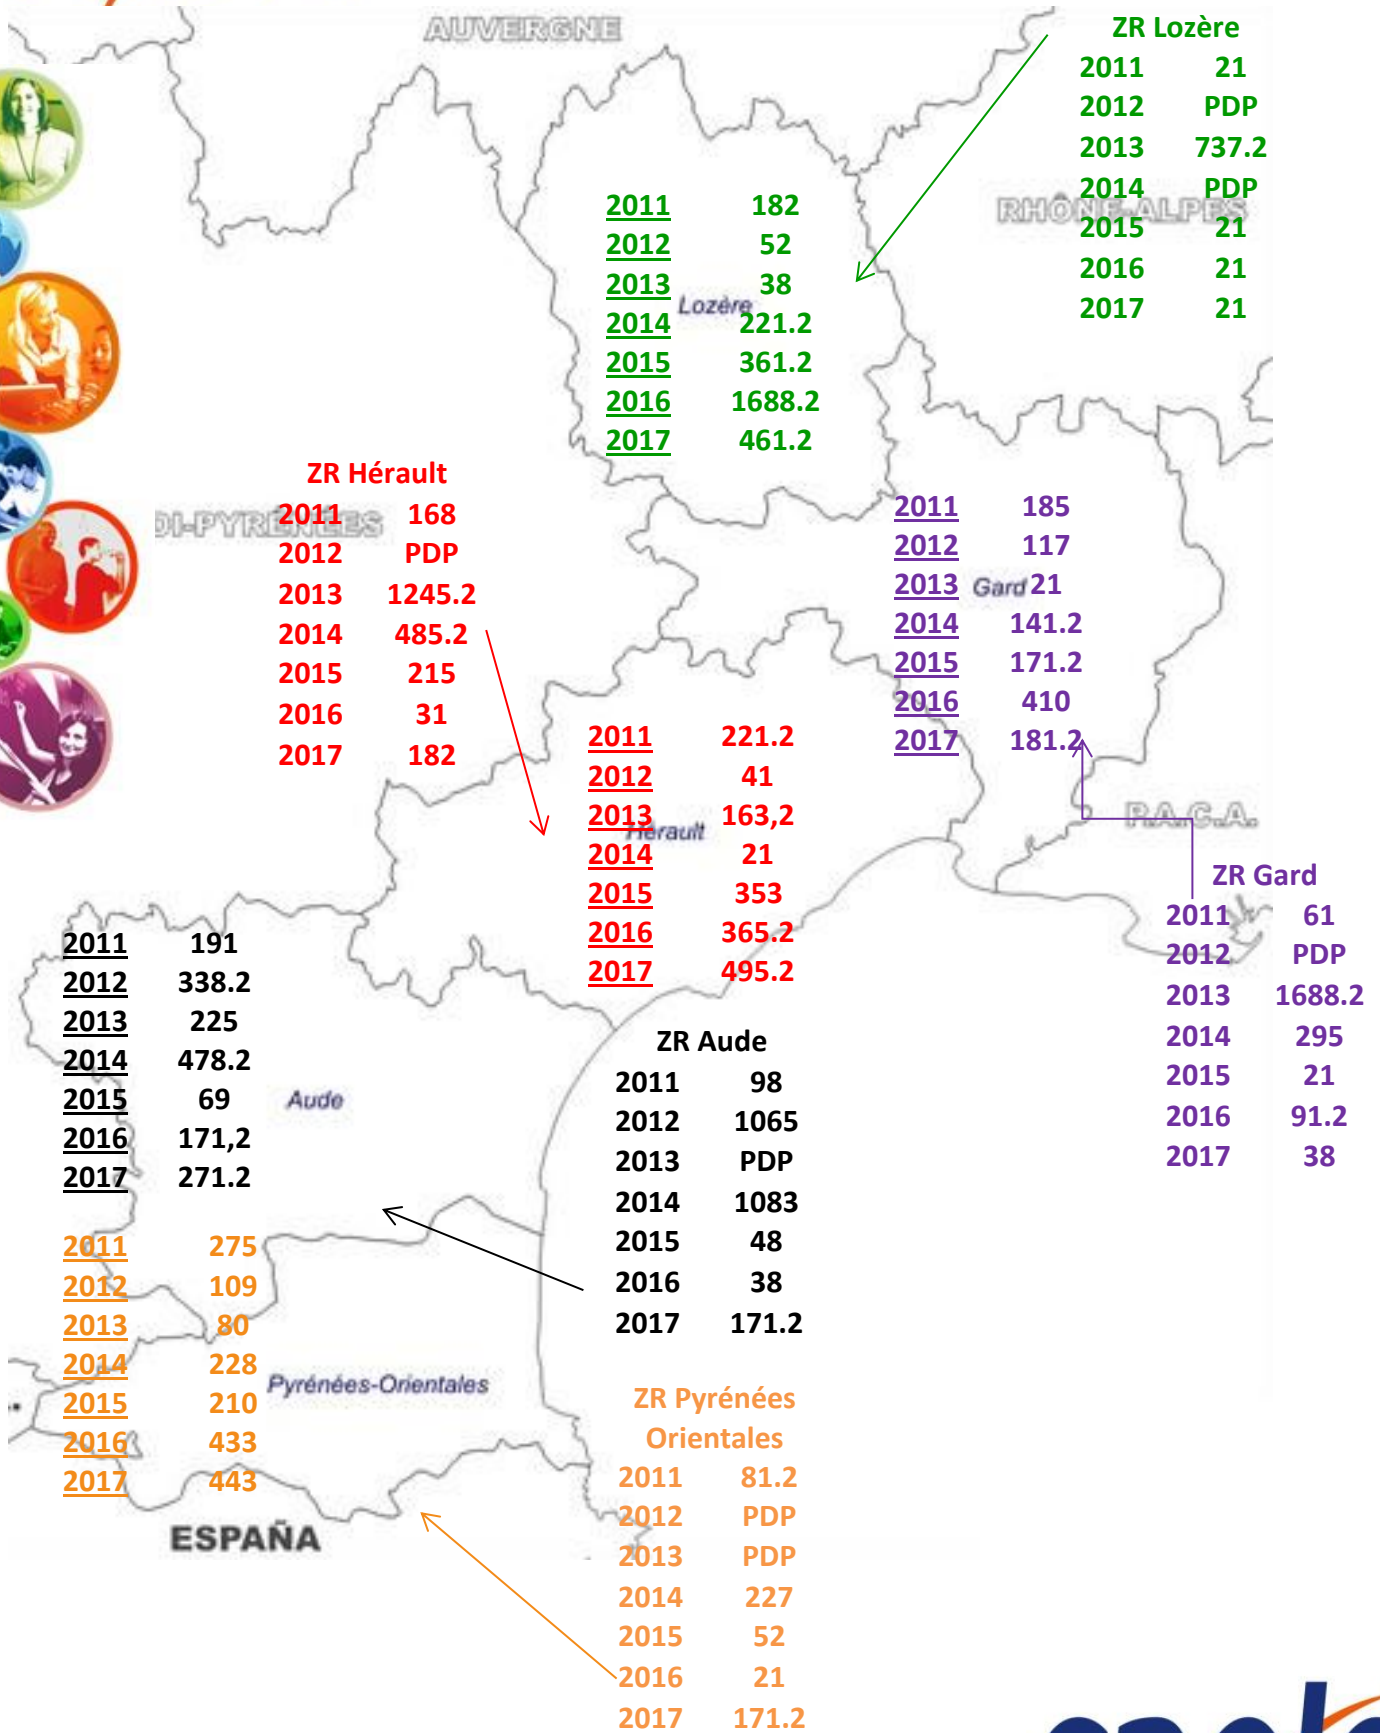 AUVERGNE
ZR Lozère
2011 21
2012 PDP
2013 737.2
2014 PDP
RHÔNE-ALPES
2015 21
2016 21
2017 21
2011 182
2012 52
2013 38
Lozère
2014 221.2
2015 361.2
2016 1688.2
2017 461.2
ZR Hérault
2011 168
DI-PYRÉNÉES
2012 PDP
2013 1245.2
2014 485.2
2015 215
2016 31
2017 182
2011 185
2012 117
2013 21
Gard
2014 141.2
2015 171.2
2016 410
2017 181.2
2011 221.2
2012 41
2013 163,2
Hérault
2014 21
2015 353
2016 365.2
2017 495.2
P.A.C.A.
ZR Gard
2011 61
2012 PDP
2013 1688.2
2014 295
2015 21
2016 91.2
2017 38
2011 191
2012 338.2
2013 225
2014 478.2
2015 69
Aude
2016 171,2
2017 271.2
ZR Aude
2011 98
2012 1065
2013 PDP
2014 1083
2015 48
2016 38
2017 171.2
2011 275
2012 109
2013 80
2014 228
Pyrénées-Orientales
2015 210
2016 433
2017 443
ESPAÑA
ZR Pyrénées
Orientales
2011 81.2
2012 PDP
2013 PDP
2014 227
2015 52
2016 21
2017 171.2